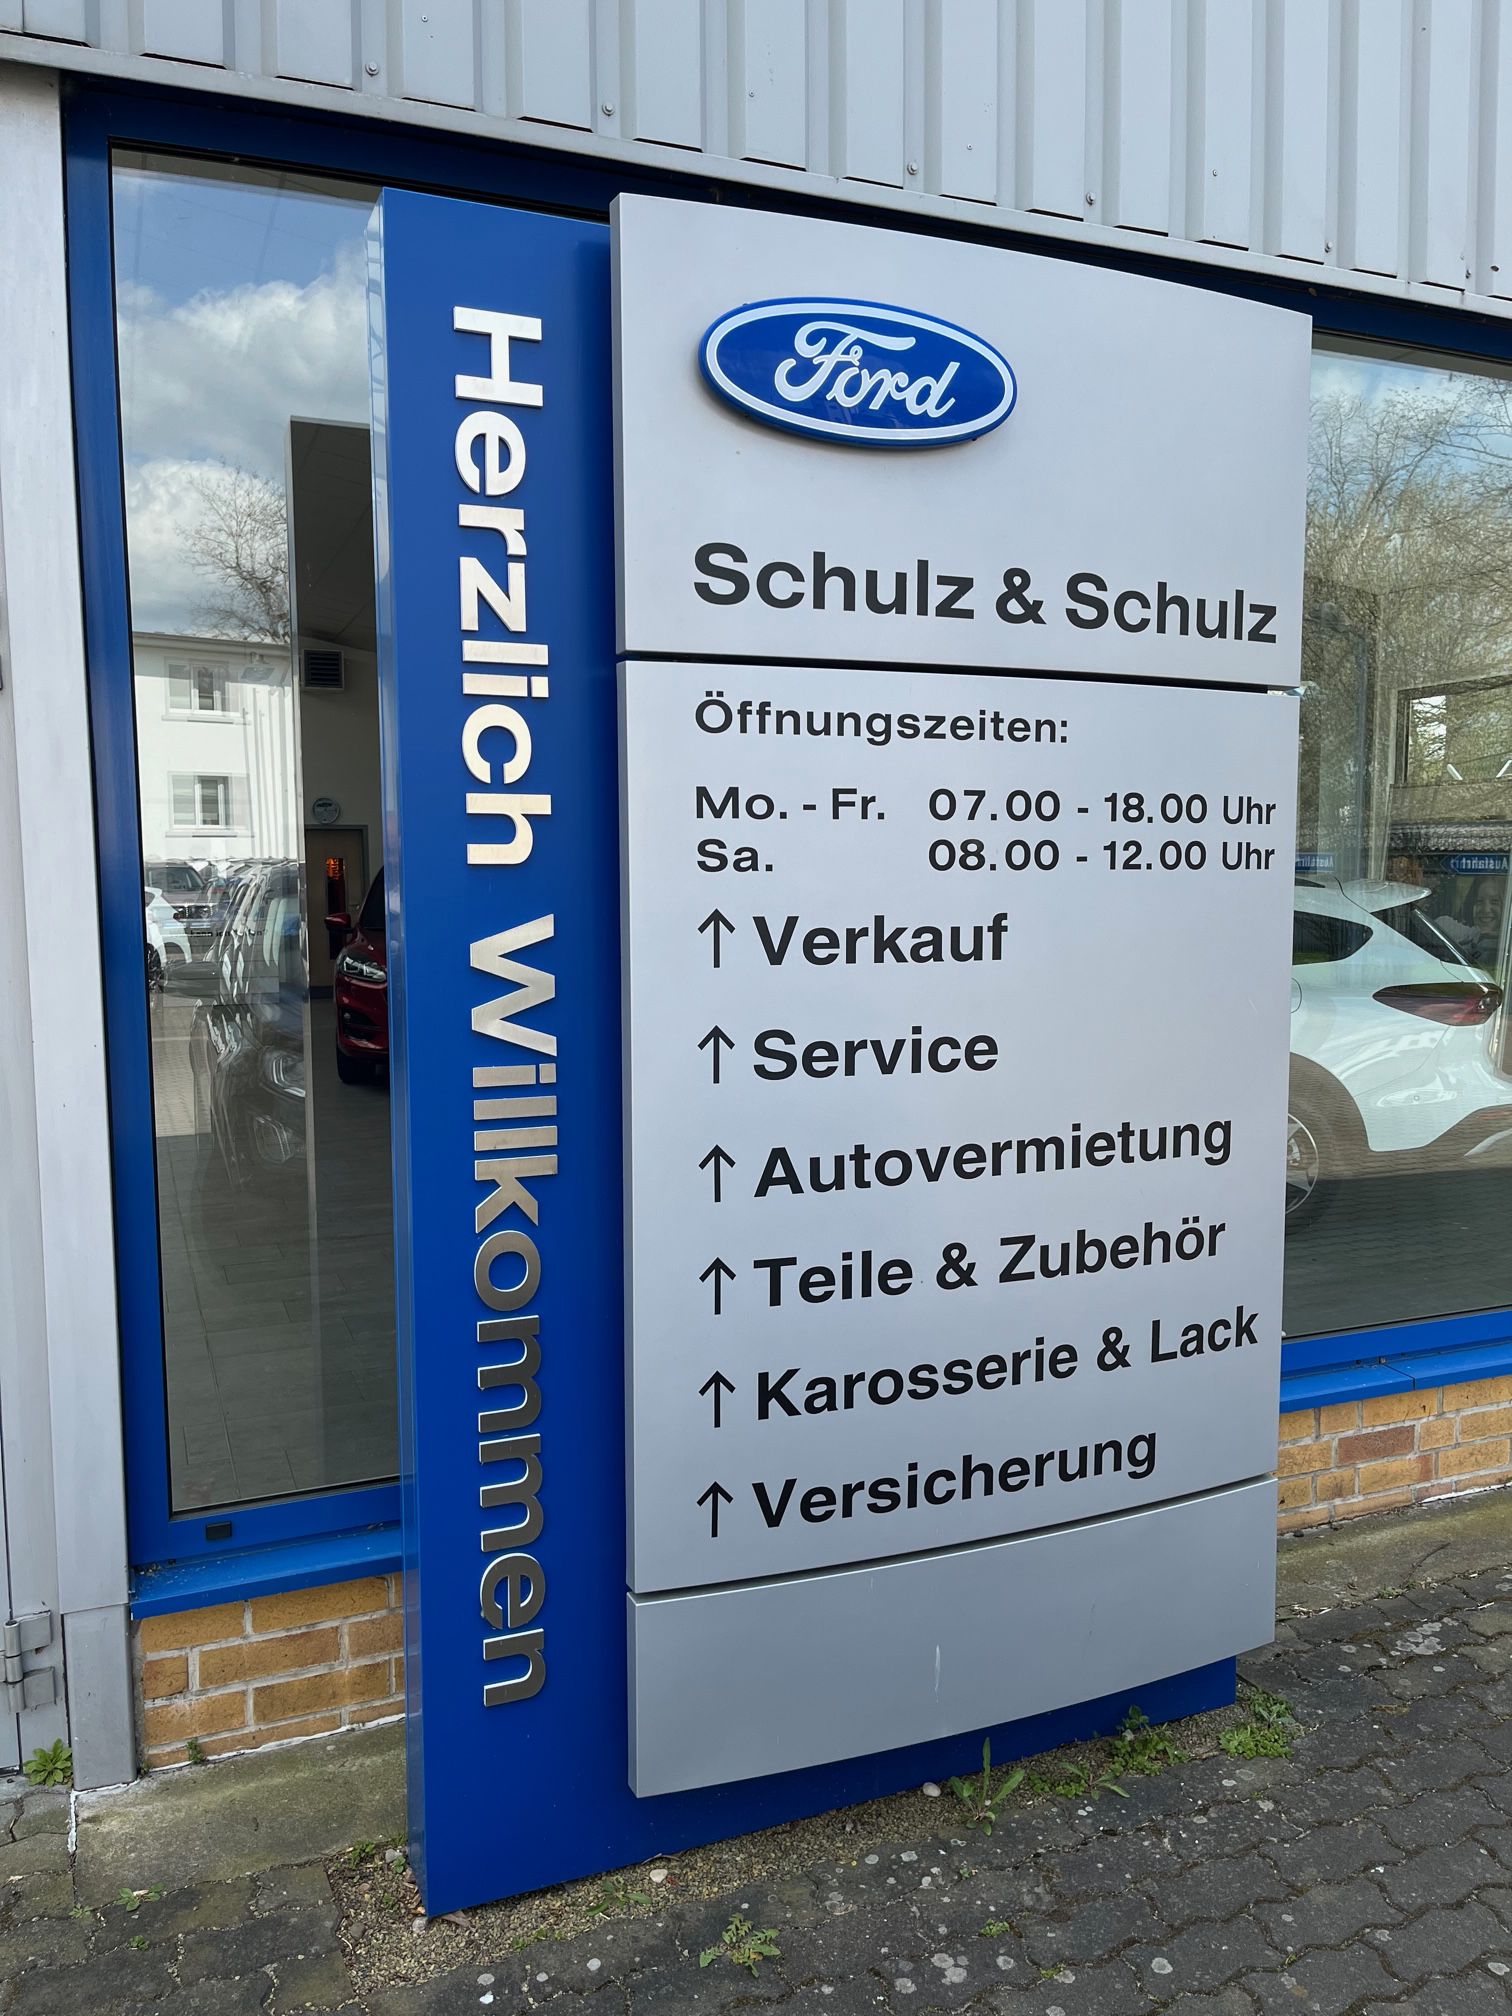 Herzlich Willkommen
Ford
Schulz & Schulz
Öffnungszeiten:
Mo. - Fr. 07.00 - 18.00 Uhr
Sa. 08.00 - 12.00 Uhr
↑ Verkauf
↑ Service
↑ Autovermietung
↑ Teile & Zubehör
↑ Karosserie & Lack
↑ Versicherung
Ausfahrt